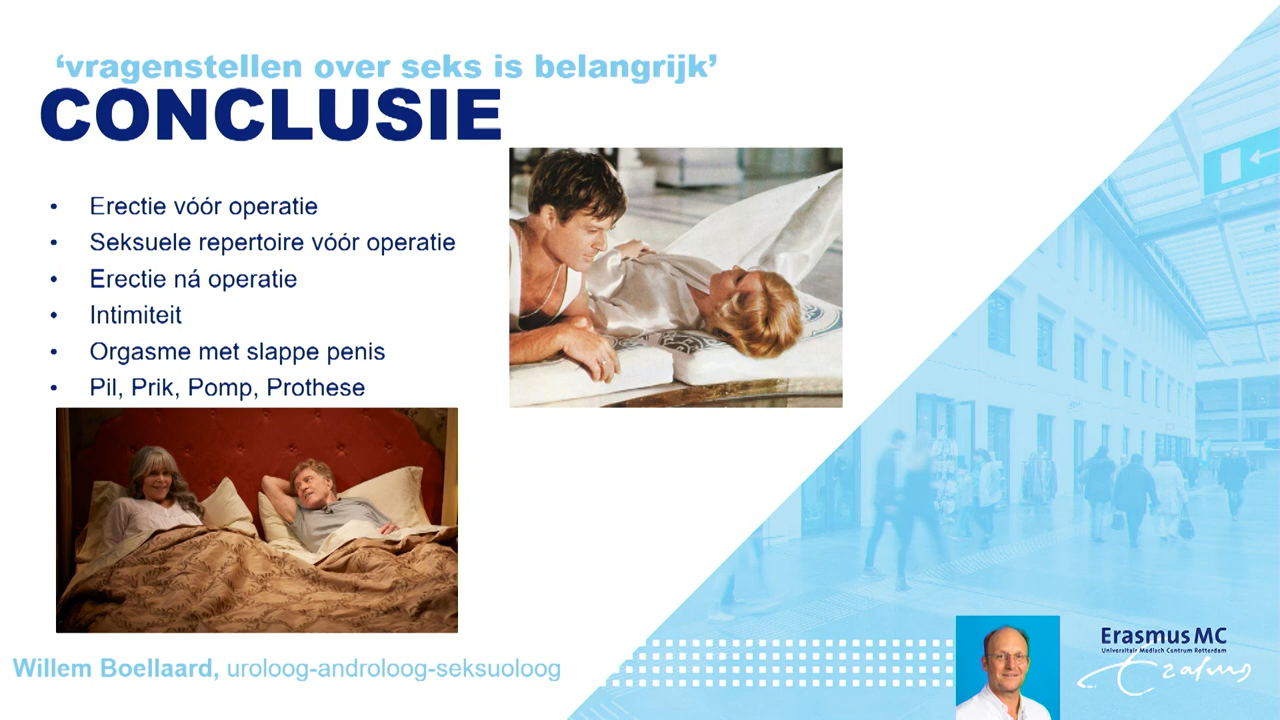 ‘vragenstellen over seks is belangrijk’
CONCLUSIE
• Erectie vóór operatie
• Seksuele repertoire vóór operatie
• Erectie ná operatie
• Intimiteit
• Orgasme met slappe penis
• Pil, Prik, Pomp, Prothese
Willem Boellaard, uroloog-androloog-seksuoloog
Erasmus MC
Universitair Medisch Centrum Rotterdam
Erasmus